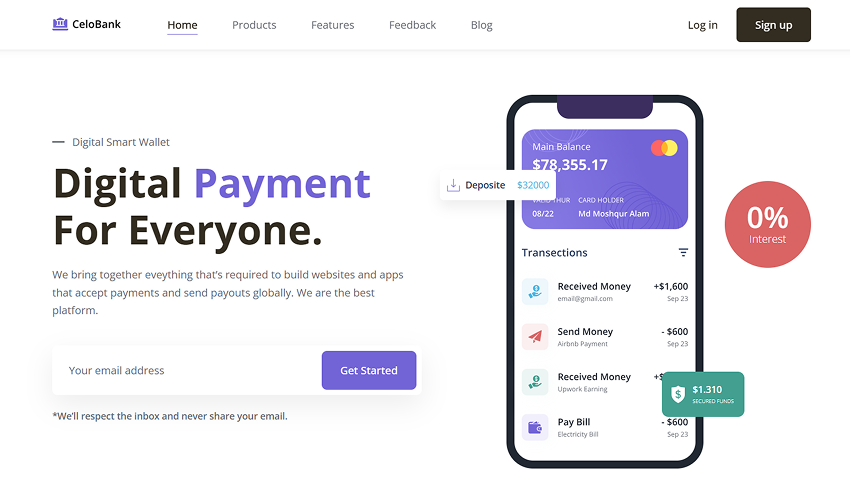 CeloBank
Home
Products
Features
Feedback
Blog
Log in
Sign up
Digital Smart Wallet
Digital Payment
For Everyone.
We bring together eveything that's required to build websites and apps
that accept payments and send payouts globally. We are the best
platform.
Your email address
Get Started
*We'll respect the inbox and never share your email.
Main Balance
$78,355.17
Deposite $32000
THUR CARD HOLDER
08/22 Md Moshqur Alam
0%
Interest
Transections
Received Money +$1,600
email@gmail.com Sep 23
Send Money - $600
Airbnb Payment Sep 23
Received Money +$
Upwork Earning
$1.310
SECURED FUNDS
Pay Bill - $600
Electricity Bill Sep 23